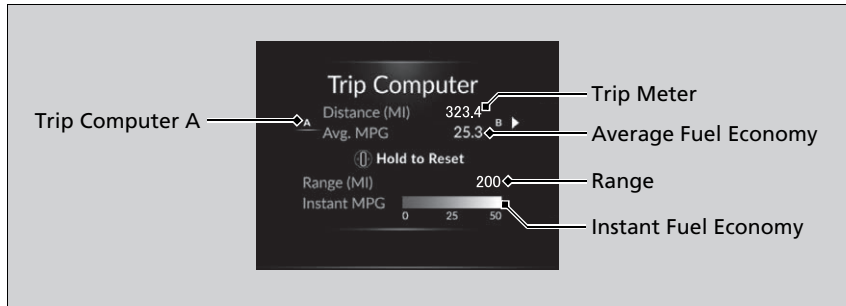 Trip Computer
Distance (MI) 323.4
A B
Avg. MPG 25.3
Hold to Reset
Range (MI) 200
Instant MPG
0 25 50
Trip Computer A
Trip Meter
Average Fuel Economy
Range
Instant Fuel Economy